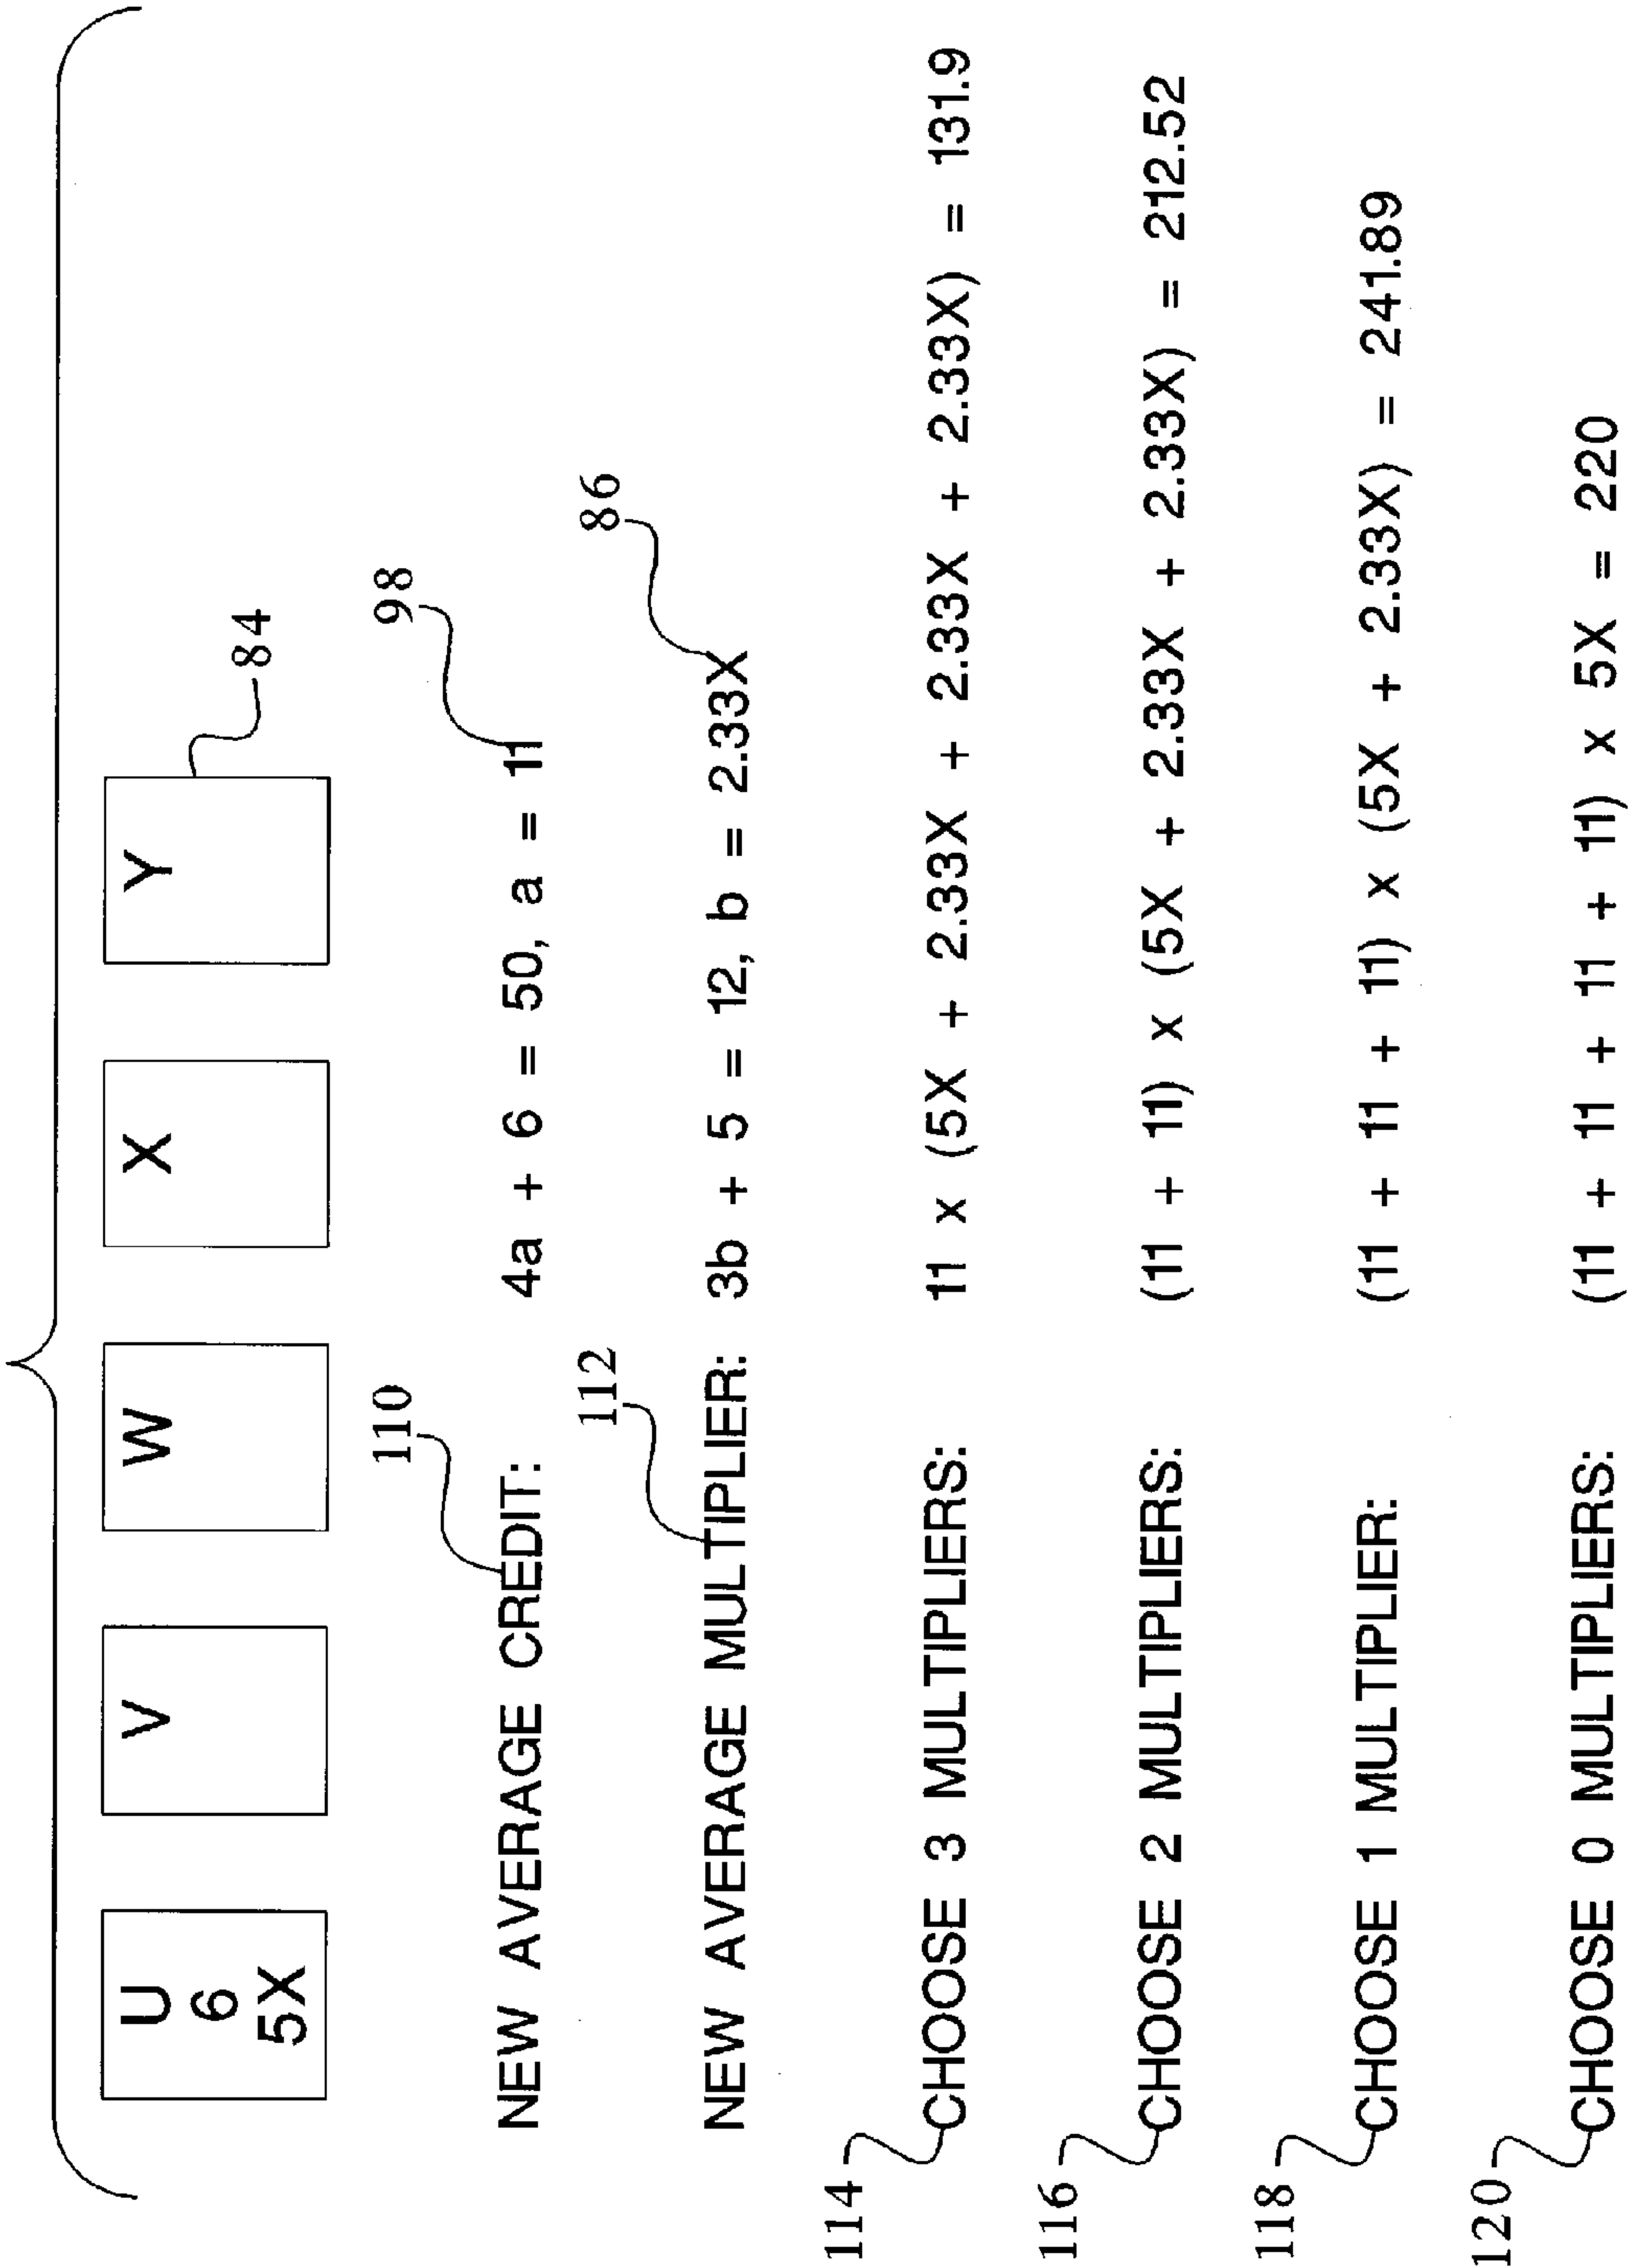 U V W X Y
6
5X
84
110 98
NEW AVERAGE CREDIT: 4a + 6 = 50, a = 11
112 86
NEW AVERAGE MULTIPLIER: 3b + 5 = 12, b = 2.33X
114
CHOOSE 3 MULTIPLIERS: 11 x (5X + 2.33X + 2.33X + 2.33X) = 131.9
116
CHOOSE 2 MULTIPLIERS: (11 + 11) x (5X + 2.33X + 2.33X) = 212.52
118
CHOOSE 1 MULTIPLIER: (11 + 11 + 11) x (5X + 2.33X) = 241.89
120
CHOOSE 0 MULTIPLIERS: (11 + 11 + 11 + 11) x 5X = 220